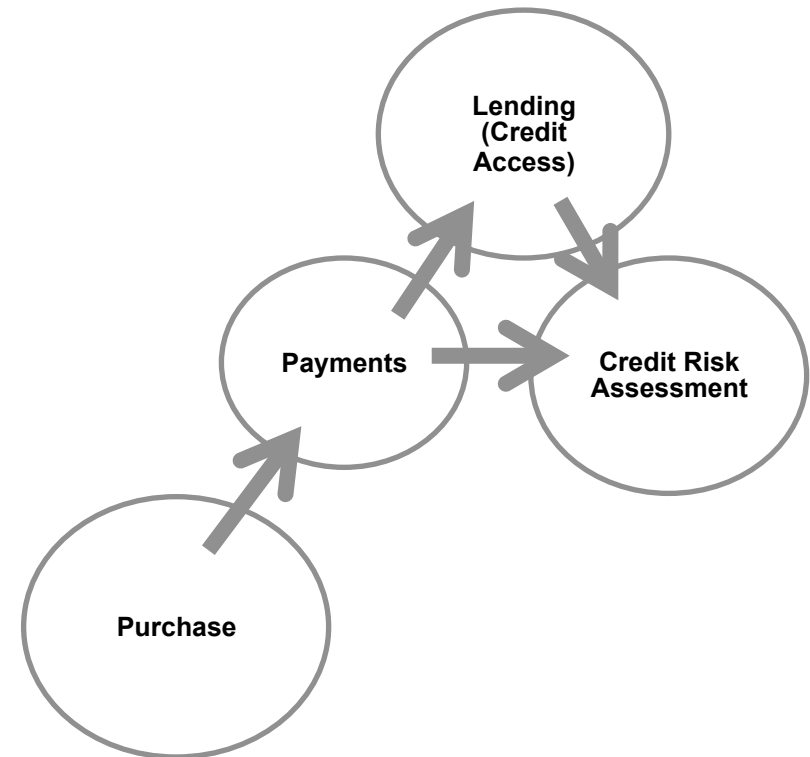 Lending
(Credit
Access)
Payments
Credit Risk
Assessment
Purchase